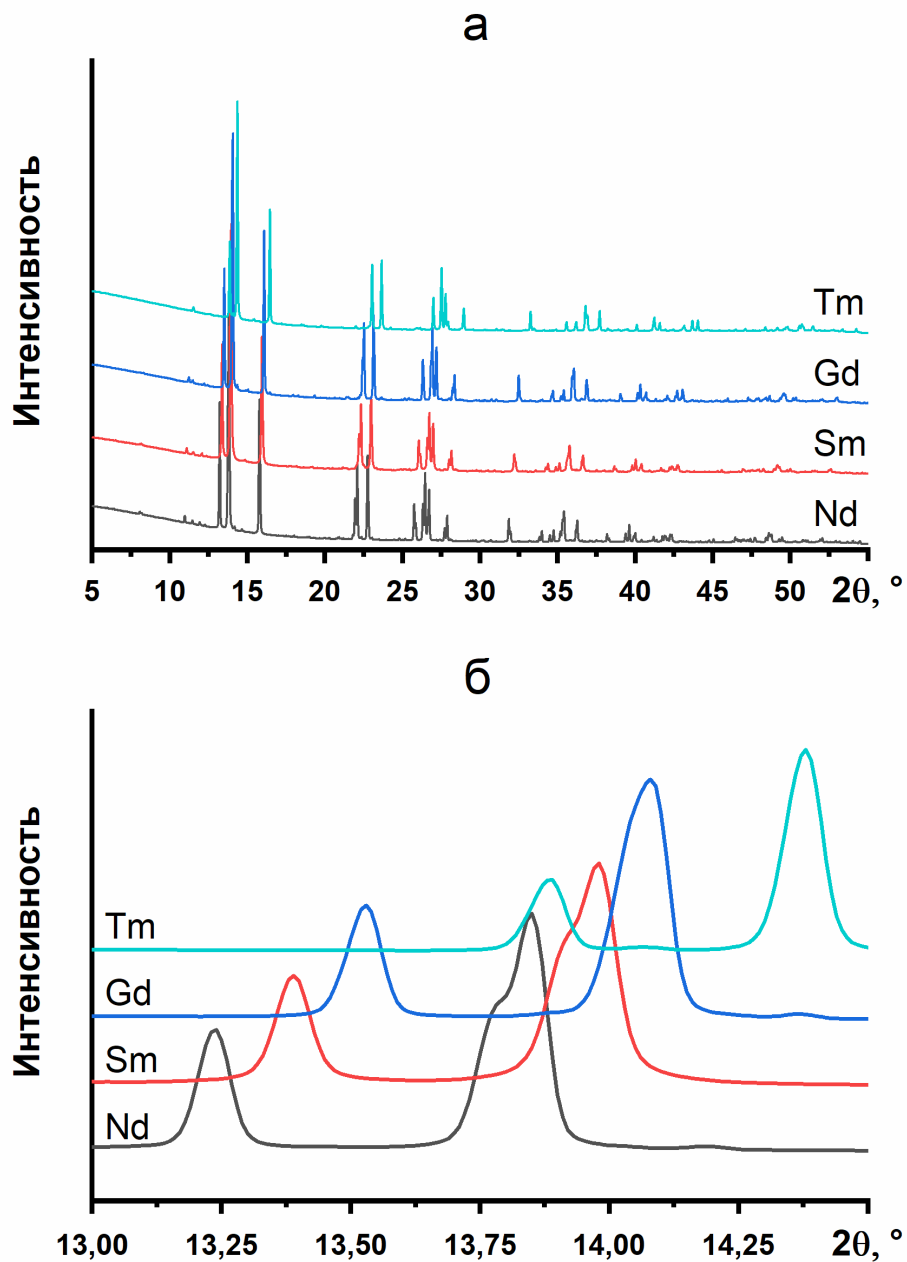 а
Интенсивность
Tm
Gd
Sm
Nd
5 10 15 20 25 30 35 40 45 50 2θ, °
б
Интенсивность
Tm
Gd
Sm
Nd
13,00 13,25 13,50 13,75 14,00 14,25 2θ, °